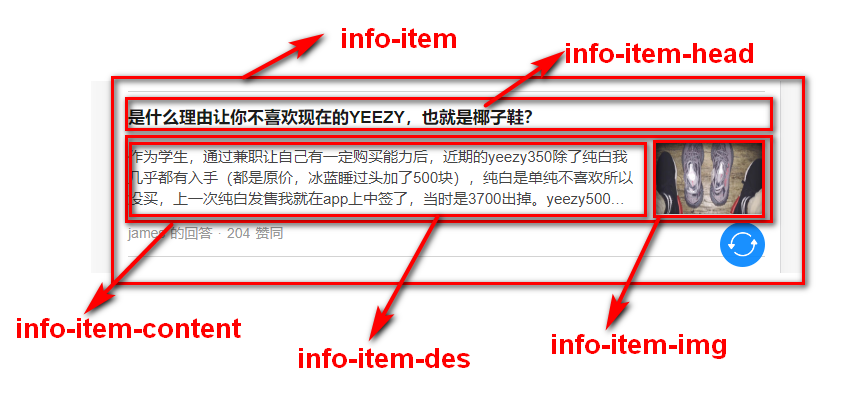 info-item
info-item-head
是什么理由让你不喜欢现在的YEEZY，也就是椰子鞋？
作为学生，通过兼职让自己有一定购买能力后，近期的yeezy350除了纯白我
几乎都有入手（都是原价，冰蓝睡过头加了500块），纯白是单纯不喜欢所以
没买，上一次纯白发售我就在app上中签了，当时是3700出掉。yeezy500...
james 的回答 · 204 赞同
info-item-content
info-item-des
info-item-img